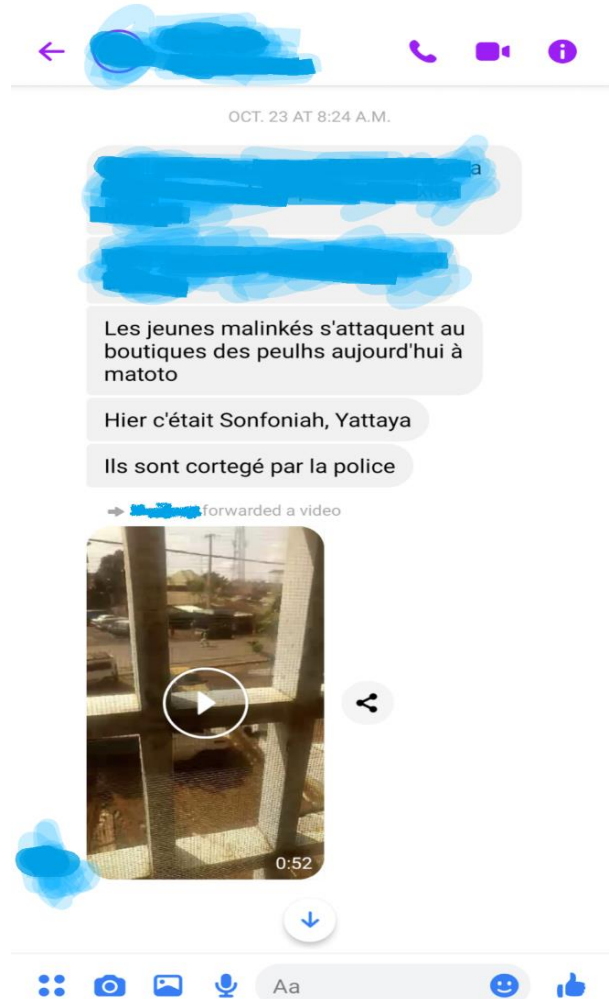 OCT. 23 AT 8:24 A.M.
Les jeunes malinkés s'attaquent au
boutiques des peulhs aujourd'hui à
matoto
Hier c'était Sonfoniah, Yattaya
Ils sont cortegé par la police
forwarded a video
0:52
Aa